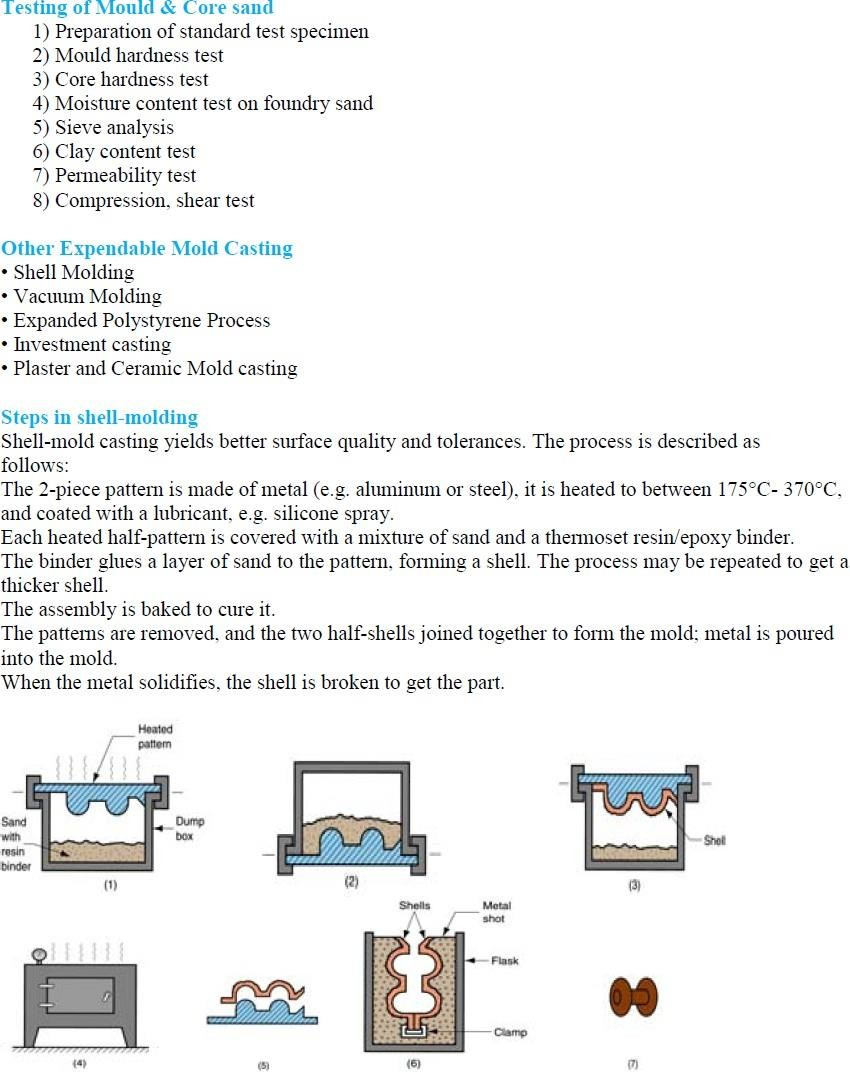 Testing of Mould & Core sand
1) Preparation of standard test specimen
2) Mould hardness test
3) Core hardness test
4) Moisture content test on foundry sand
5) Sieve analysis
6) Clay content test
7) Permeability test
8) Compression, shear test
Other Expendable Mold Casting
• Shell Molding
• Vacuum Molding
• Expanded Polystyrene Process
• Investment casting
• Plaster and Ceramic Mold casting
Steps in shell-molding
Shell-mold casting yields better surface quality and tolerances. The process is described as
follows:
The 2-piece pattern is made of metal (e.g. aluminum or steel), it is heated to between 175°C- 370°C,
and coated with a lubricant, e.g. silicone spray.
Each heated half-pattern is covered with a mixture of sand and a thermoset resin/epoxy binder.
The binder glues a layer of sand to the pattern, forming a shell. The process may be repeated to get a
thicker shell.
The assembly is baked to cure it.
The patterns are removed, and the two half-shells joined together to form the mold; metal is poured
into the mold.
When the metal solidifies, the shell is broken to get the part.
Heated
pattern
Sand
with
resin
binder
Dump
box
(1)
(2)
Shell
(3)
(4)
(5)
Shells
Metal
shot
Flask
Clamp
(6)
(7)